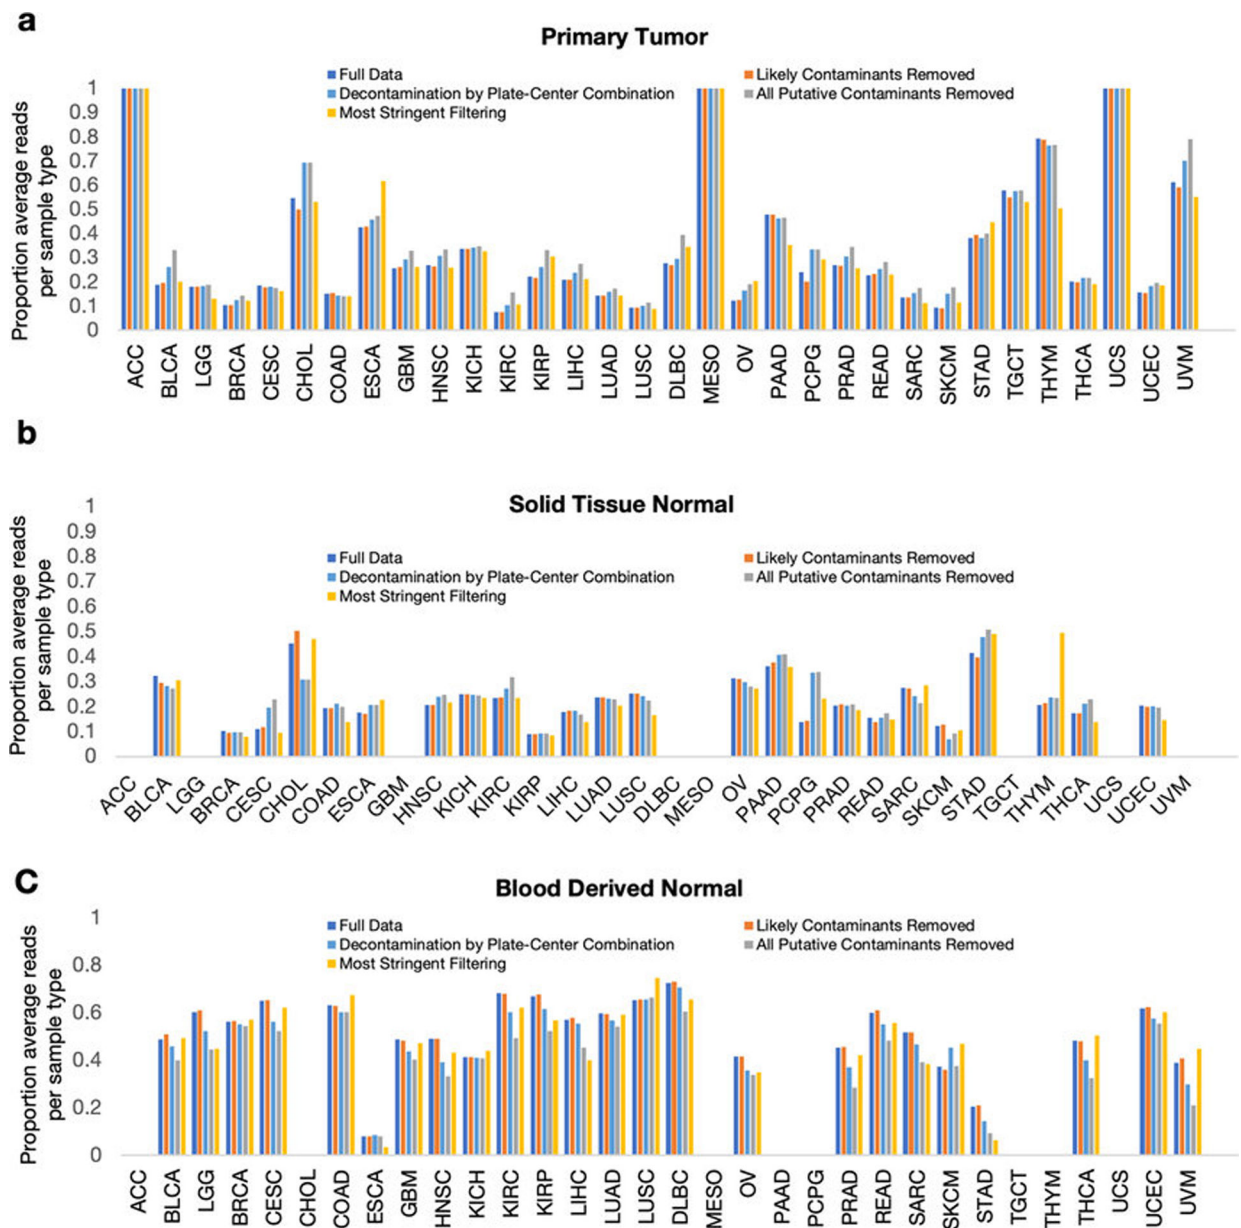 a
Primary Tumor
Full Data
Likely Contaminants Removed
Decontamination by Plate-Center Combination
All Putative Contaminants Removed
Most Stringent Filtering
Proportion average reads
per sample type
1
0.9
0.8
0.7
0.6
0.5
0.4
0.3
0.2
0.1
0
ACC
BLCA
LGG
BRCA
CESC
CHOL
COAD
ESCA
GBM
HNSC
KICH
KIRC
KIRP
LIHC
LUAD
LUSC
DLBC
MESO
OV
PAAD
PCPG
PRAD
READ
SARC
SKCM
STAD
TGCT
THYM
THCA
UCS
UCEC
UVM
b
Solid Tissue Normal
Full Data
Likely Contaminants Removed
Decontamination by Plate-Center Combination
All Putative Contaminants Removed
Most Stringent Filtering
Proportion average reads
per sample type
1
0.9
0.8
0.7
0.6
0.5
0.4
0.3
0.2
0.1
0
ACC
BLCA
LGG
BRCA
CESC
CHOL
COAD
ESCA
GBM
HNSC
KICH
KIRC
KIRP
LIHC
LUAD
LUSC
DLBC
MESO
OV
PAAD
PCPG
PRAD
READ
SARC
SKCM
STAD
TGCT
THYM
THCA
UCS
UCEC
UVM
C
Blood Derived Normal
Full Data
Likely Contaminants Removed
Decontamination by Plate-Center Combination
All Putative Contaminants Removed
Most Stringent Filtering
Proportion average reads
per sample type
1
0.8
0.6
0.4
0.2
0
ACC
BLCA
LGG
BRCA
CESC
CHOL
COAD
ESCA
GBM
HNSC
KICH
KIRC
KIRP
LIHC
LUAD
LUSC
DLBC
MESO
OV
PAAD
PCPG
PRAD
READ
SARC
SKCM
STAD
TGCT
THYM
THCA
UCS
UCEC
UVM